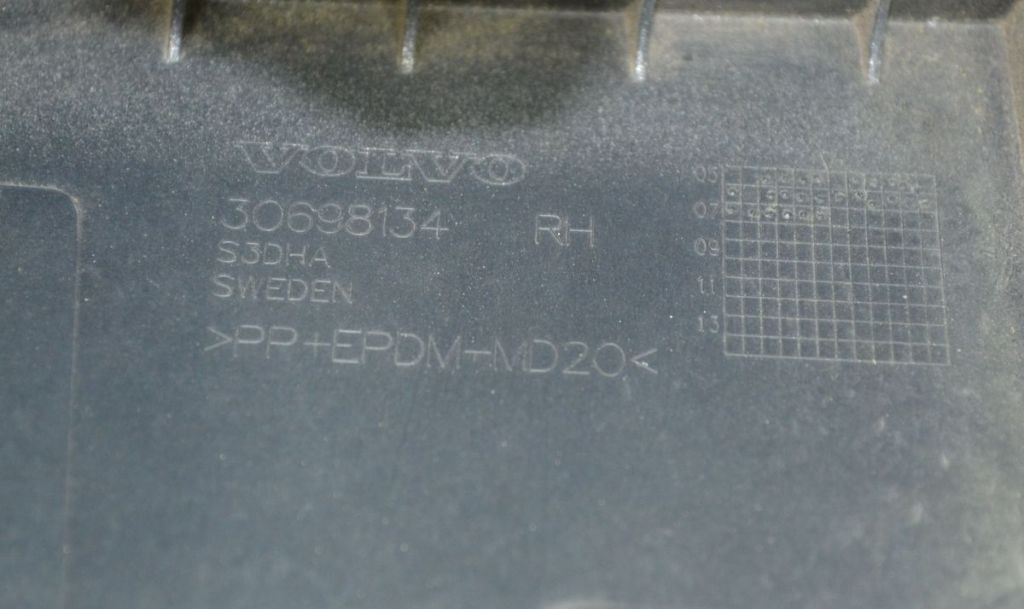 VOLVO
30698134 RH
S3DHA
SWEDEN
>PP+EPDM-MD20<
05
07
09
11
13